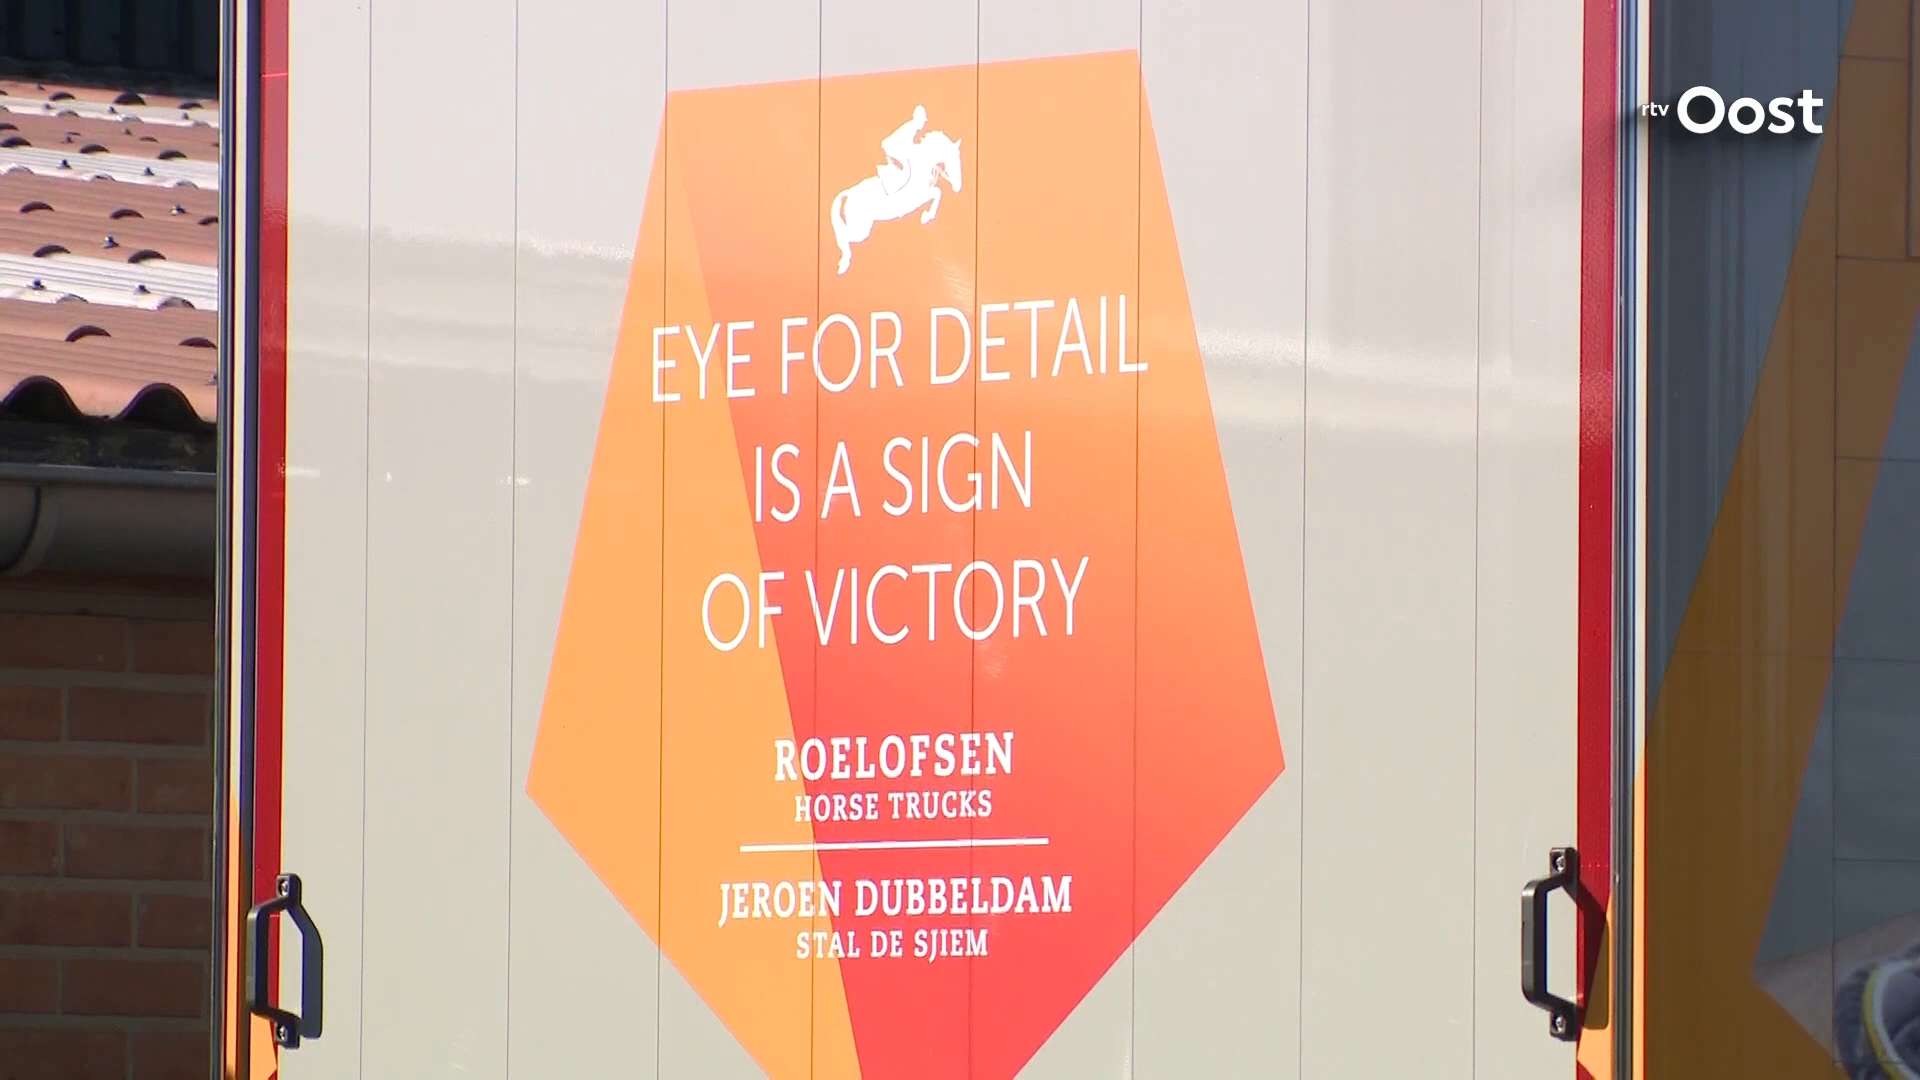 rtv Oost
EYE FOR DETAIL
IS A SIGN
OF VICTORY
ROELOFSEN
HORSE TRUCKS
JEROEN DUBBELDAM
STAL DE SJIEM